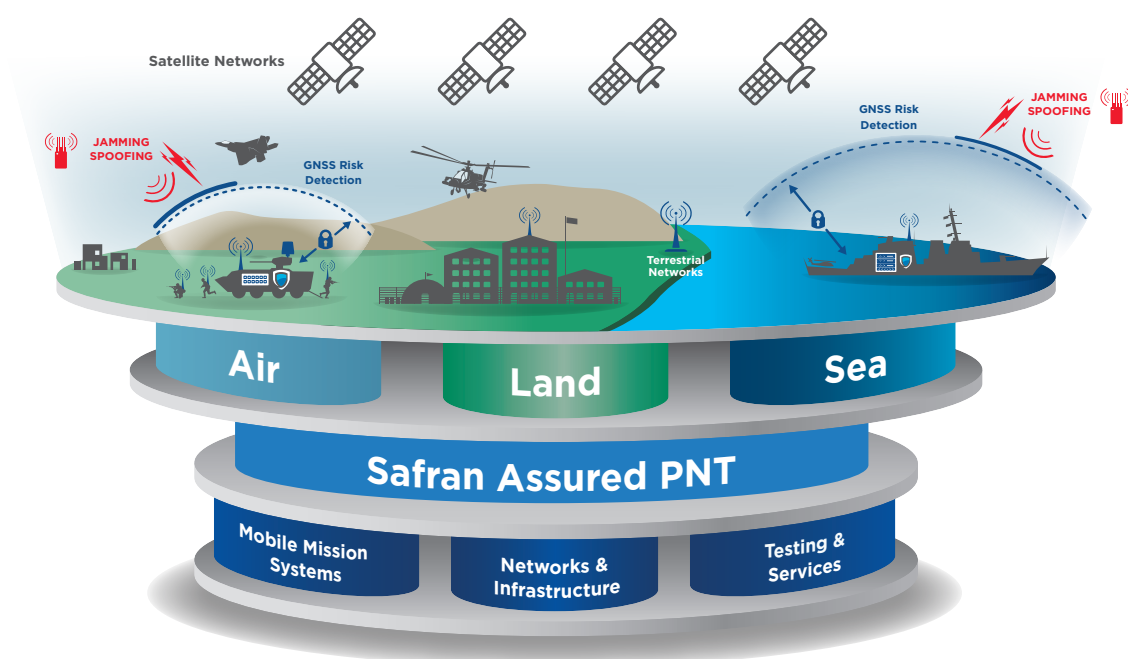 Satellite Networks
JAMMING
SPOOFING
GNSS Risk
Detection
GNSS Risk
Detection
JAMMING
SPOOFING
Terrestrial
Networks
Air
Land
Sea
Safran Assured PNT
Mobile Mission
Systems
Networks &
Infrastructure
Testing &
Services